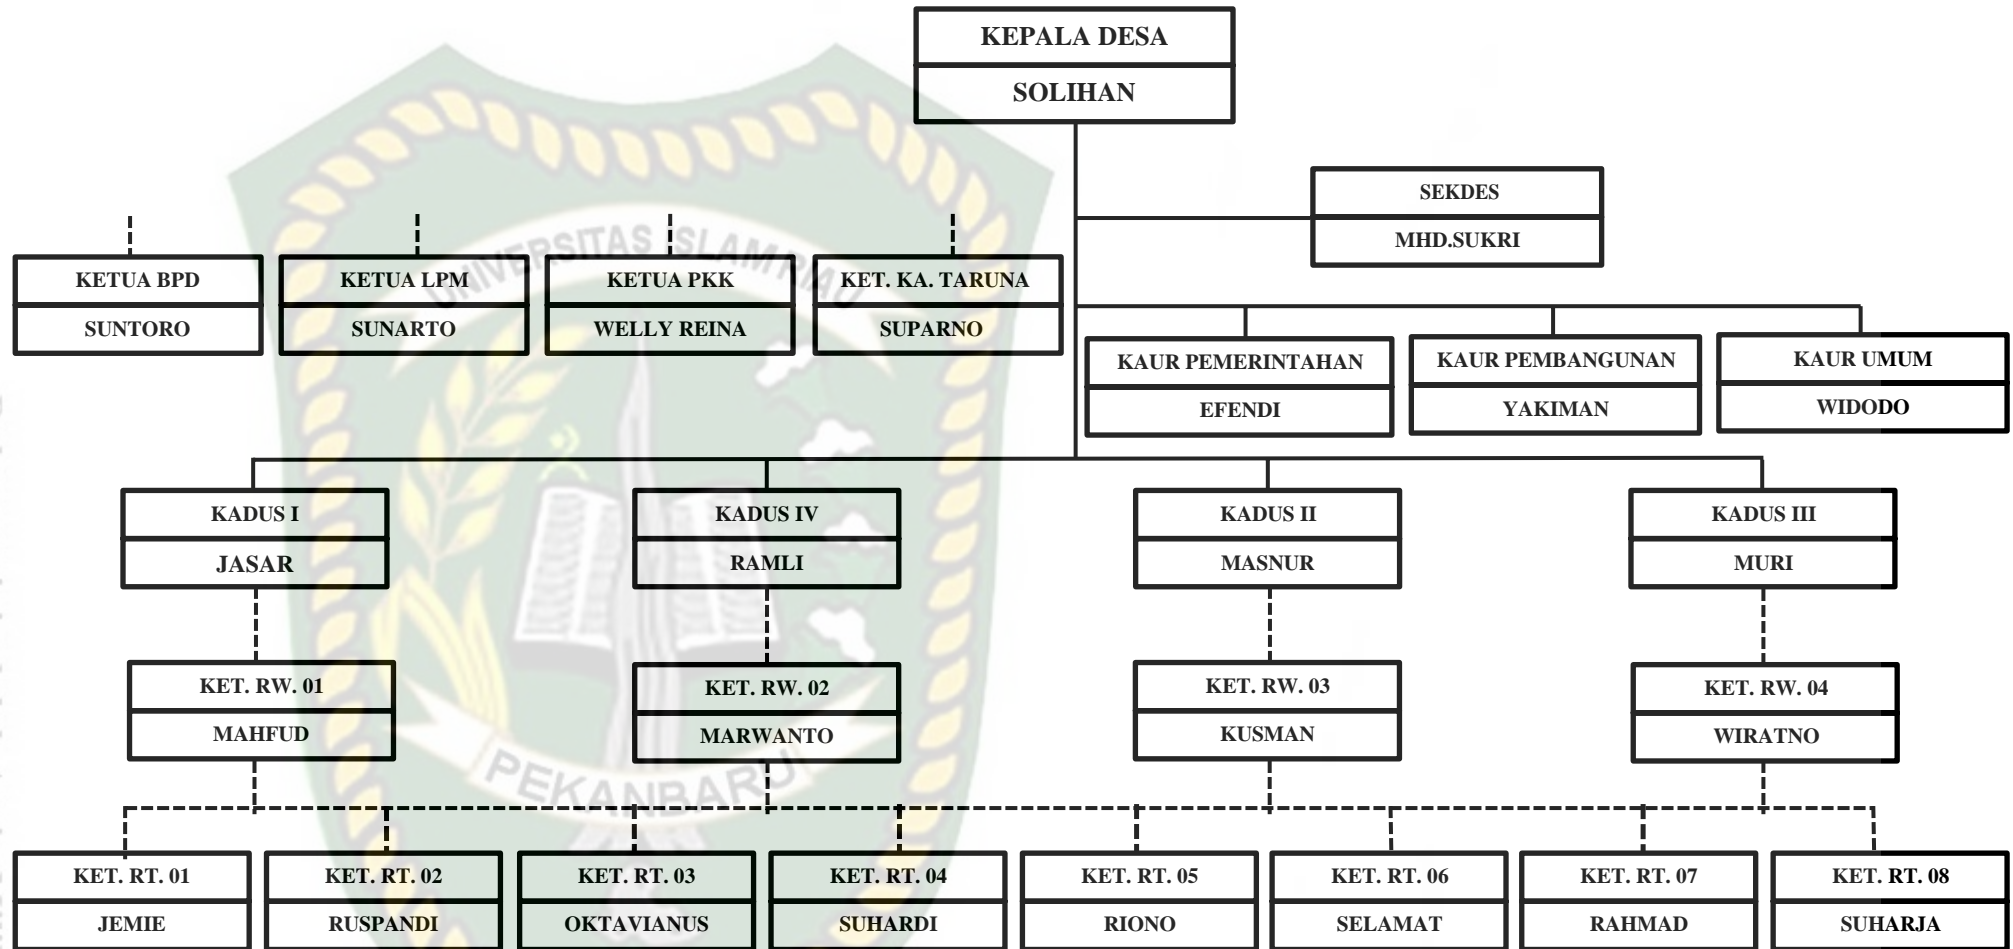 KEPALA DESA
SOLIHAN
SEKDES
MHD.SUKRI
KETUA BPD
SUNTORO
KETUA LPM
SUNARTO
KETUA PKK
WELLY REINA
KET. KA. TARUNA
SUPARNO
KAUR PEMERINTAHAN
EFENDI
KAUR PEMBANGUNAN
YAKIMAN
KAUR UMUM
WIDODO
KADUS I
JASAR
KADUS IV
RAMLI
KADUS II
MASNUR
KADUS III
MURI
KET. RW. 01
MAHFUD
KET. RW. 02
MARWANTO
KET. RW. 03
KUSMAN
KET. RW. 04
WIRATNO
KET. RT. 01
JEMIE
KET. RT. 02
RUSPANDI
KET. RT. 03
OKTAVIANUS
KET. RT. 04
SUHARDI
KET. RT. 05
RIONO
KET. RT. 06
SELAMAT
KET. RT. 07
RAHMAD
KET. RT. 08
SUHARJA
UNIVERSITAS ISLAM RIAU
PEKANBARU